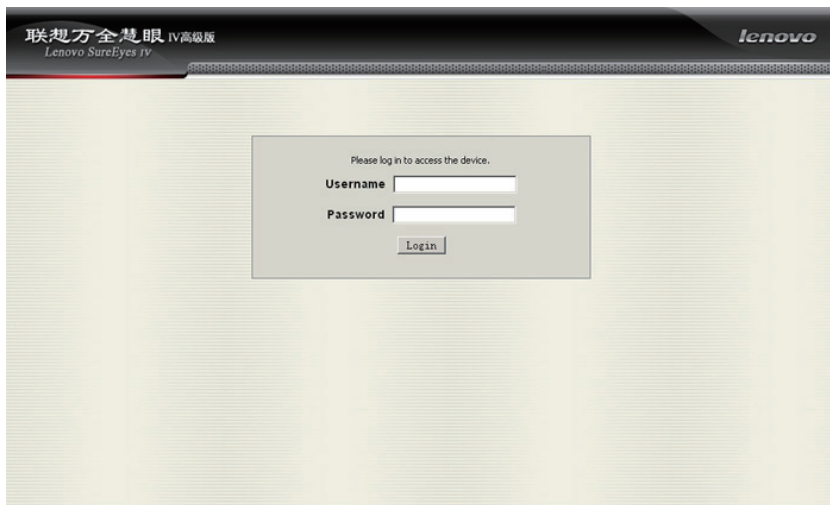 联想万全慧眼 IV高级版
Lenovo SureEyes IV
lenovo
Please log in to access the device.
Username
Password
Login